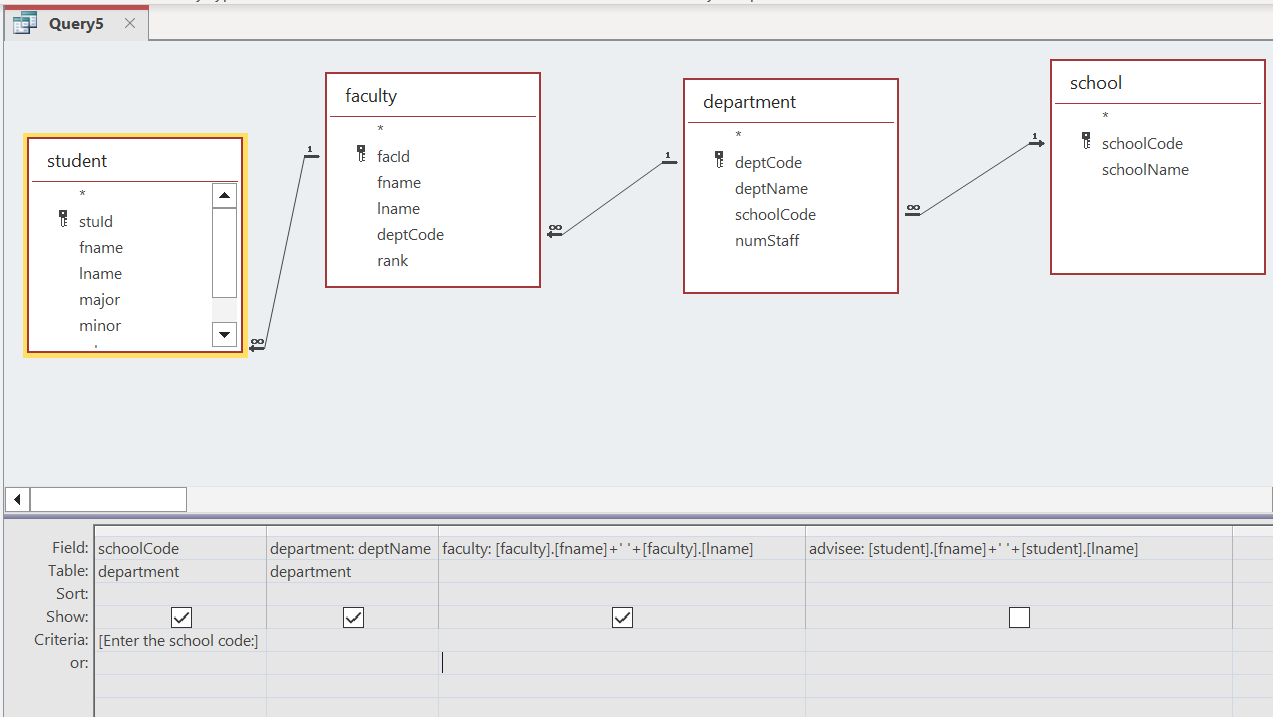 Query5
student
*
stuId
fname
lname
major
minor
faculty
*
facId
fname
lname
deptCode
rank
department
*
deptCode
deptName
schoolCode
numStaff
school
*
schoolCode
schoolName
1
∞
1
∞
1
∞
Field: schoolCode department: deptName faculty: [faculty].[fname]+' '+[faculty].[lname] advisee: [student].[fname]+' '+[student].[lname]
Table: department department
Sort:
Show:
Criteria: [Enter the school code:]
or: